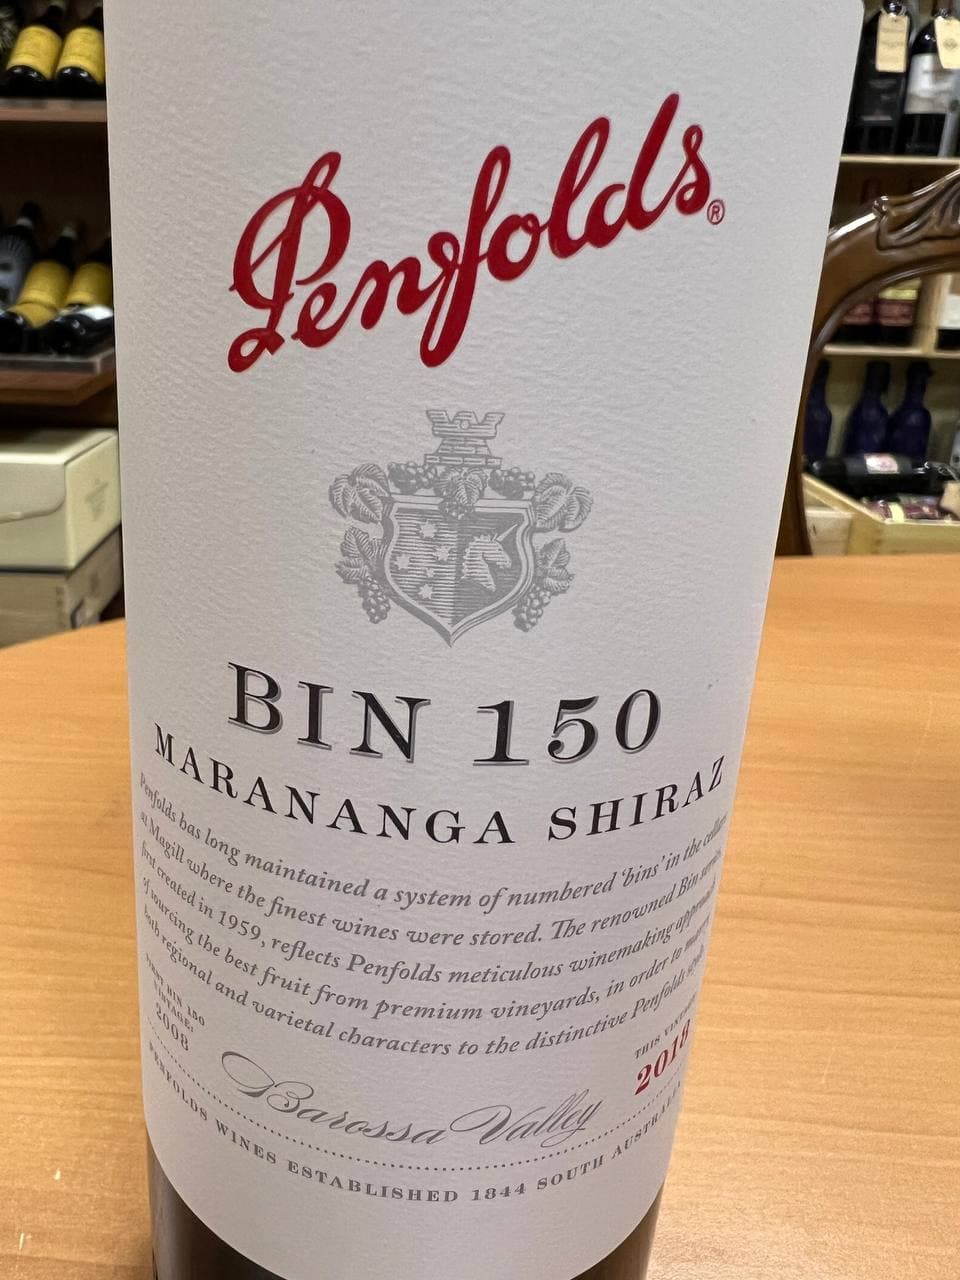 Penfolds®
BIN 150
MARANANGA SHIRAZ
Penfolds has long maintained a system of numbered 'bins' in the cellars
at Magill where the finest wines were stored. The renowned Bin series,
first created in 1959, reflects Penfolds meticulous winemaking approach
of sourcing the best fruit from premium vineyards, in order to
both regional and varietal characters to the distinctive Penfolds
FIRST BIN 150
VINTAGE:
2008
THIS VINTAGE
2018
Barossa Valley
PENFOLDS WINES ESTABLISHED 1844 SOUTH AUSTRALIA